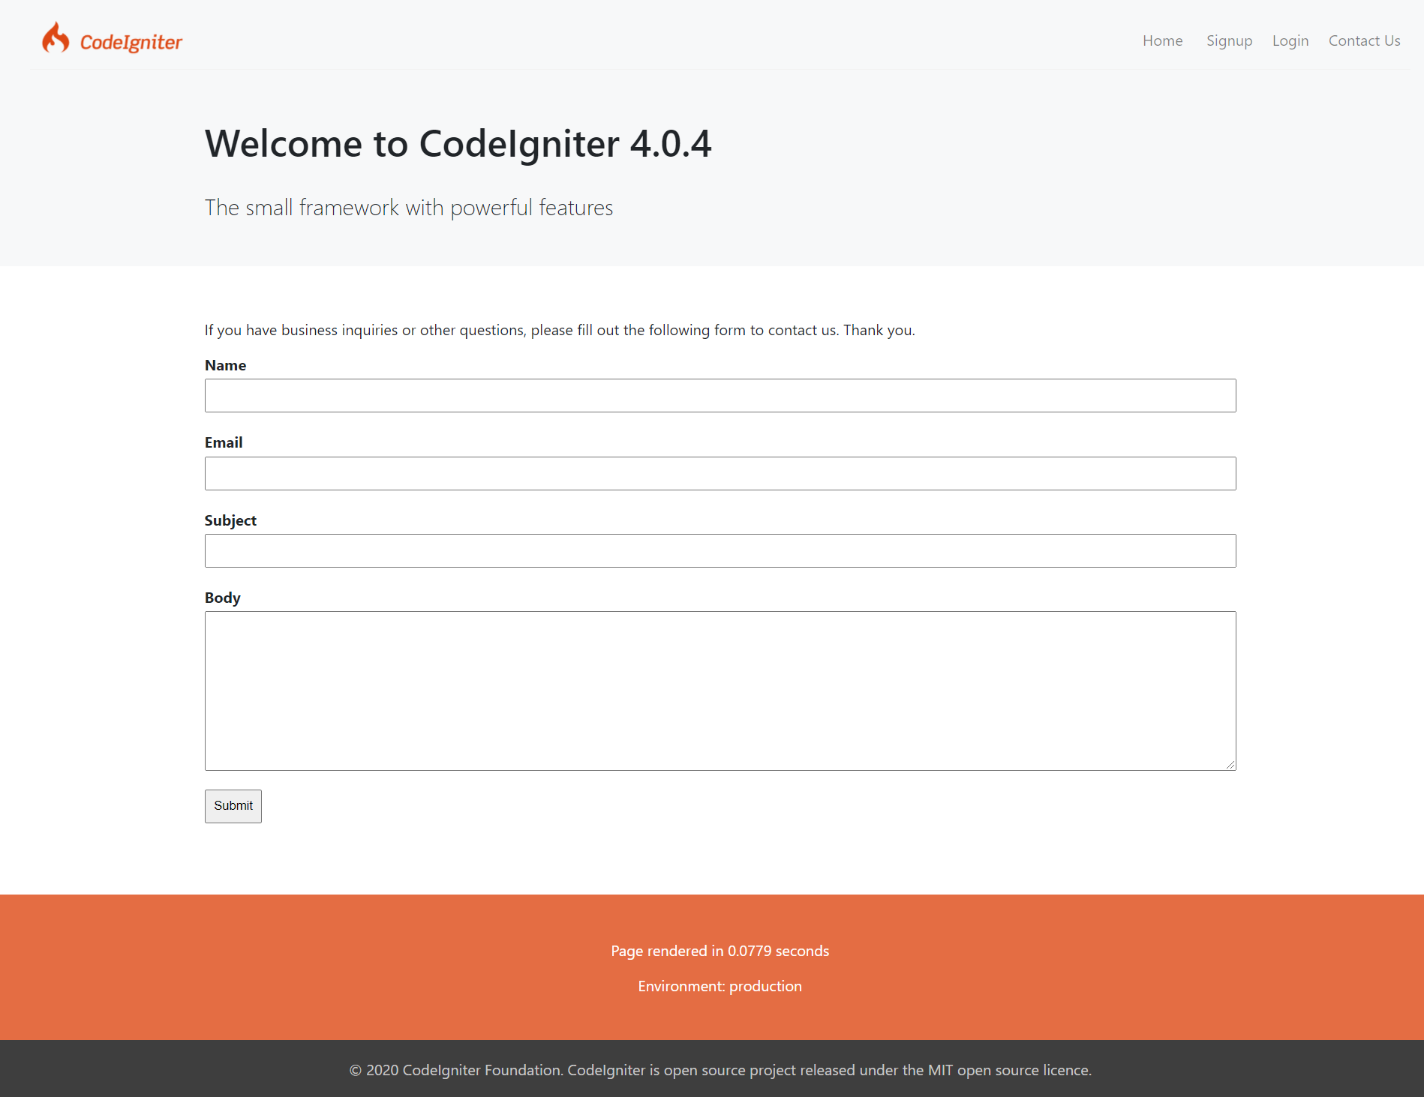 CodeIgniter
Home Signup Login Contact Us
Welcome to CodeIgniter 4.0.4
The small framework with powerful features
If you have business inquiries or other questions, please fill out the following form to contact us. Thank you.
Name
Email
Subject
Body
Submit
Page rendered in 0.0779 seconds
Environment: production
© 2020 CodeIgniter Foundation. CodeIgniter is open source project released under the MIT open source licence.